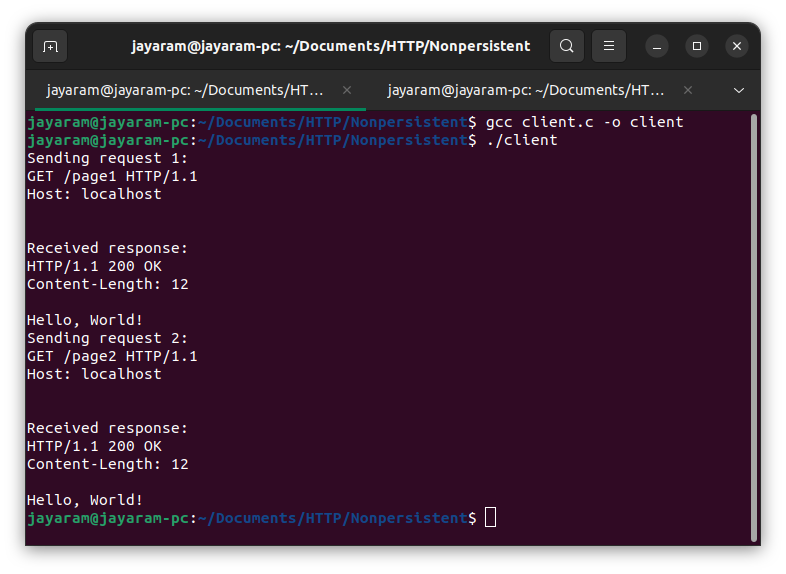 jayaram@jayaram-pc: ~/Documents/HTTP/Nonpersistent
jayaram@jayaram-pc: ~/Documents/HT...
jayaram@jayaram-pc: ~/Documents/HT...
jayaram@jayaram-pc:~/Documents/HTTP/Nonpersistent$ gcc client.c -o client
jayaram@jayaram-pc:~/Documents/HTTP/Nonpersistent$ ./client
Sending request 1:
GET /page1 HTTP/1.1
Host: localhost
Received response:
HTTP/1.1 200 OK
Content-Length: 12
Hello, World!
Sending request 2:
GET /page2 HTTP/1.1
Host: localhost
Received response:
HTTP/1.1 200 OK
Content-Length: 12
Hello, World!
jayaram@jayaram-pc:~/Documents/HTTP/Nonpersistent$